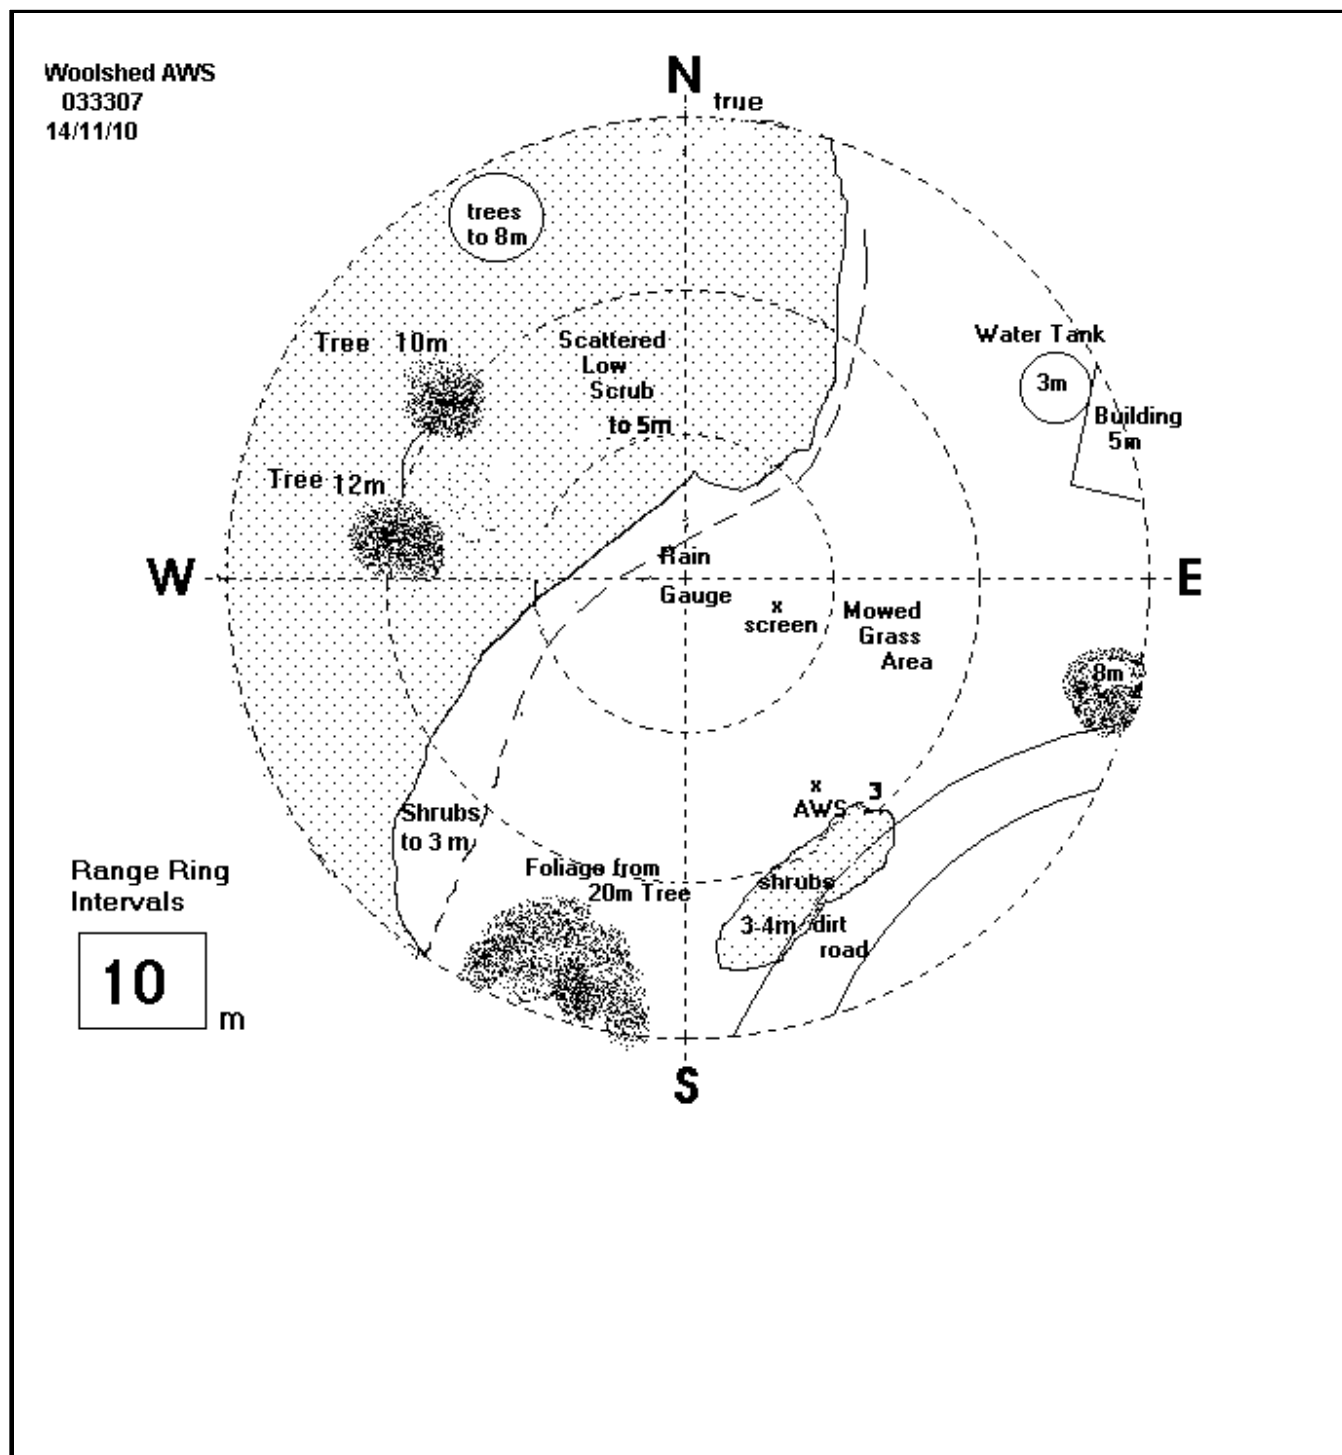 Woolshed AWS
033307
14/11/10
N
true
trees
to 8m
Tree 10m
Scattered
Low
Scrub
to 5m
Water Tank
3m
Building
5m
Tree 12m
W
E
Rain
Gauge
x
screen
Mowed
Grass
Area
8m
x
AWS
3
Shrubs
to 3 m
Foliage from
20m Tree
shrubs
3-4m
dirt
road
Range Ring
Intervals
10
m
S